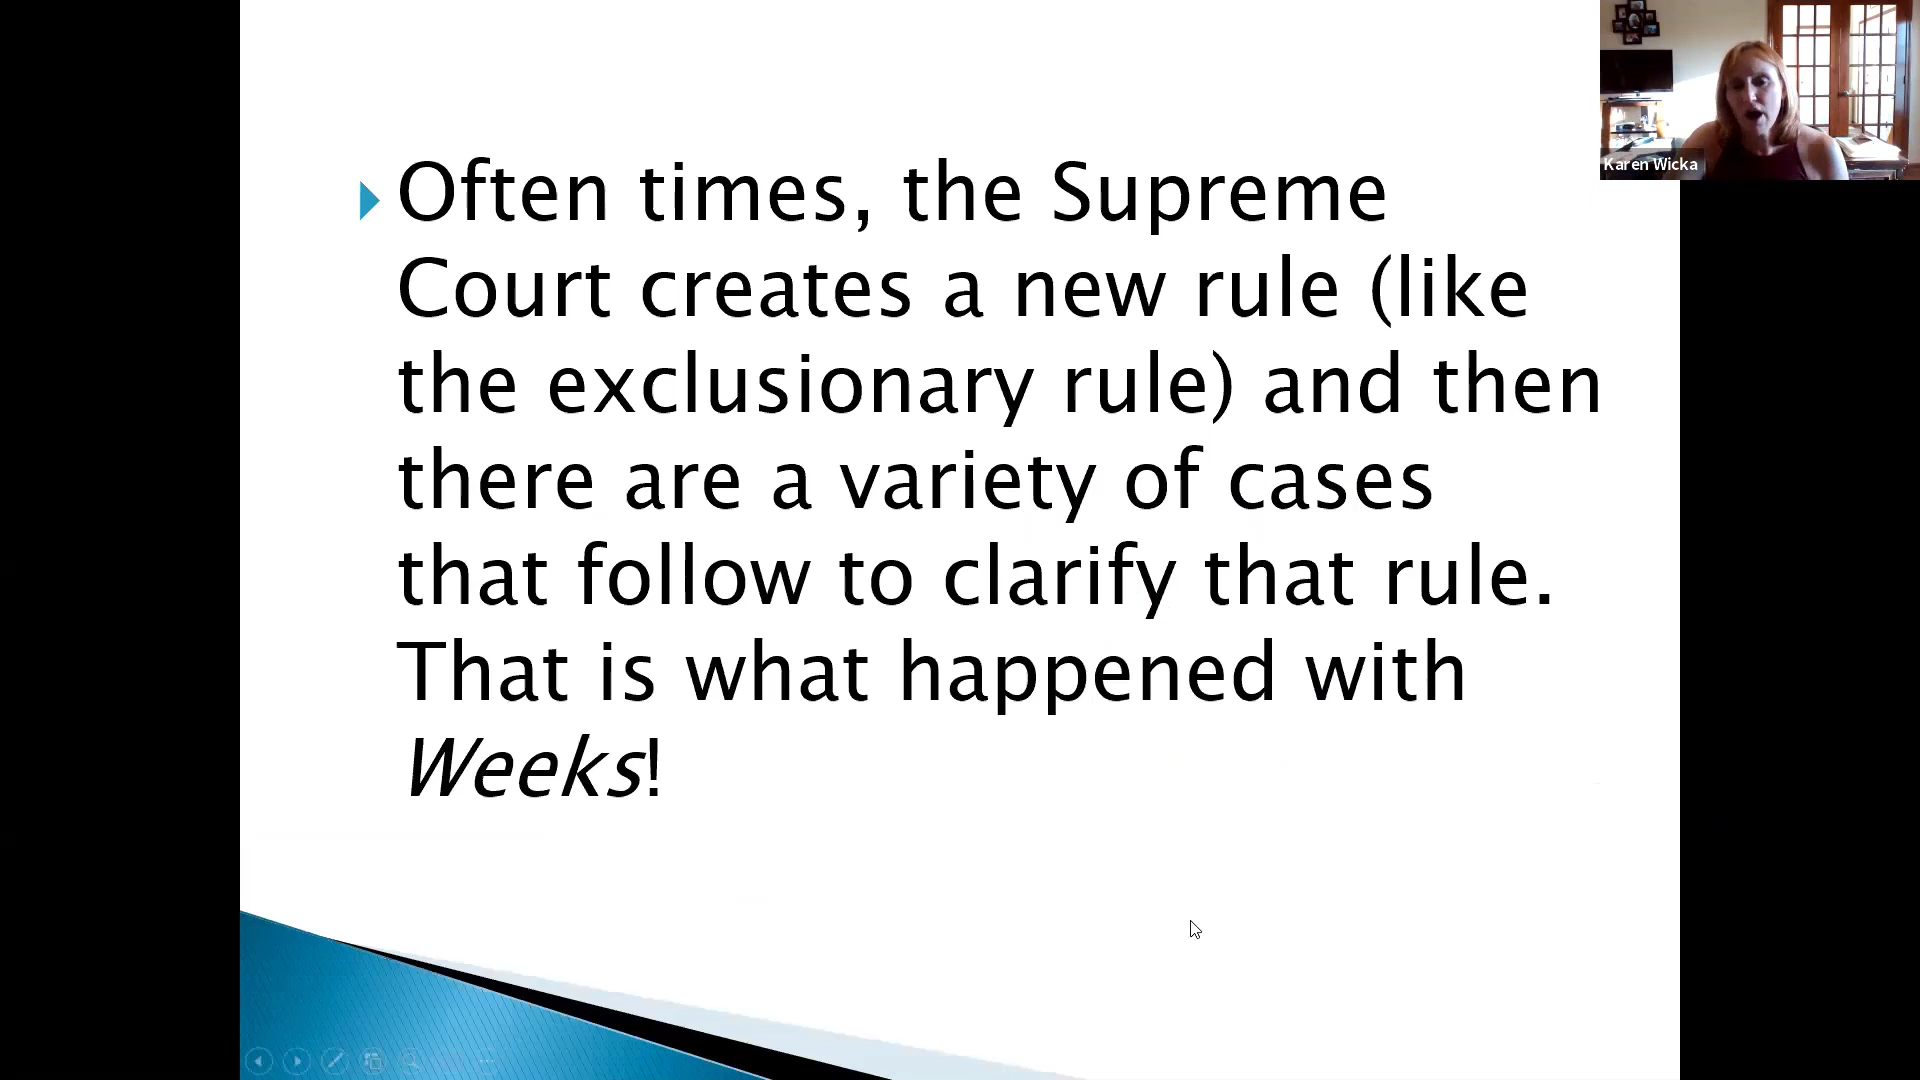 Often times, the Supreme
Court creates a new rule (like
the exclusionary rule) and then
there are a variety of cases
that follow to clarify that rule.
That is what happened with
Weeks!
Karen Wicka